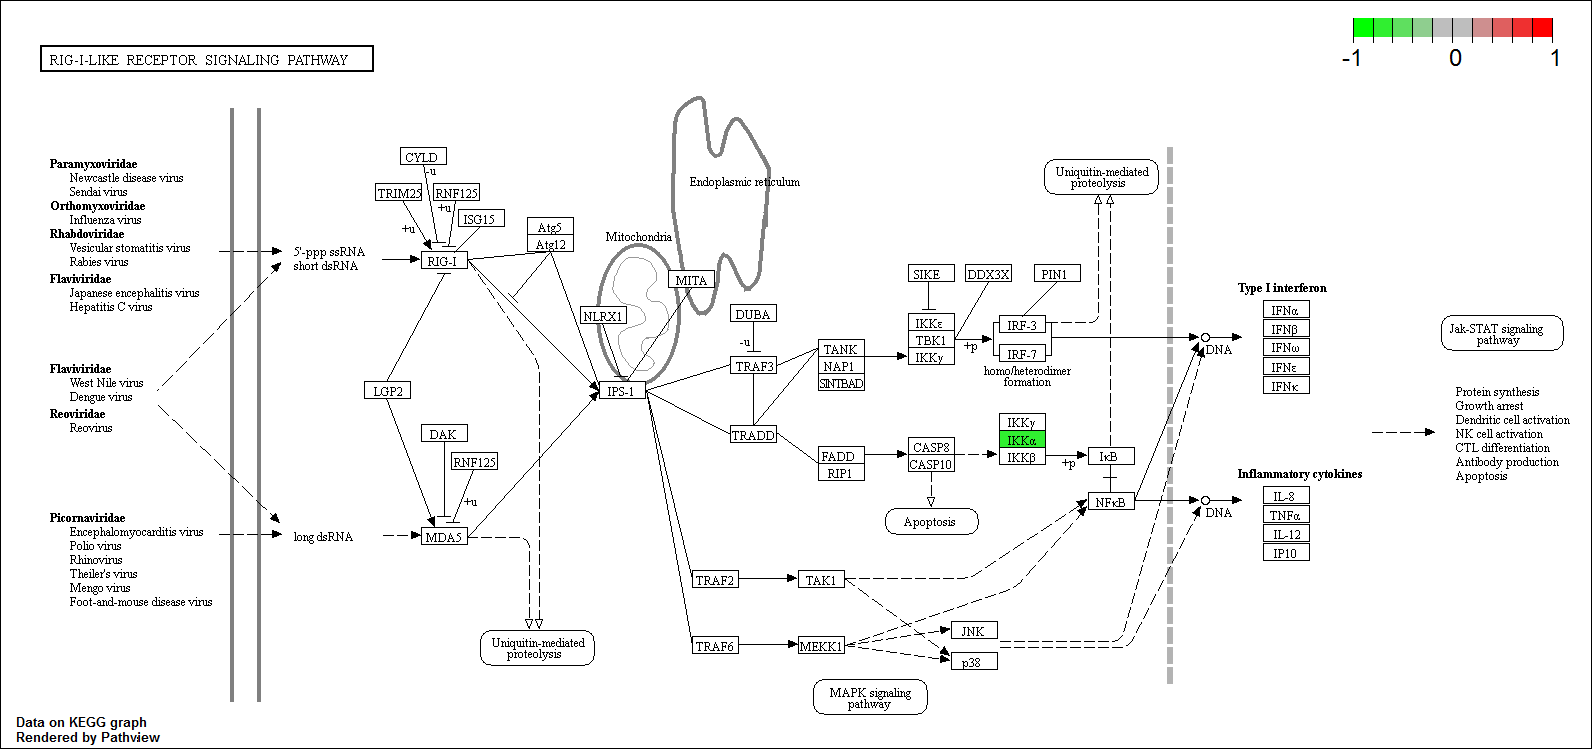 -1
0
1
RIG-I-LIKE RECEPTOR SIGNALING PATHWAY
Paramyxoviridae
Newcastle disease virus
Sendai virus
Orthomyxoviridae
Influenza virus
Rhabdoviridae
Vesicular stomatitis virus
Rabies virus
Flaviviridae
Japanese encephalitis virus
Hepatitis C virus
Flaviviridae
West Nile virus
Dengue virus
Reoviridae
Reovirus
Picornaviridae
Encephalomyocarditis virus
Polio virus
Rhinovirus
Theiler's virus
Mengo virus
Foot-and-mouse disease virus
5'-ppp ssRNA
short dsRNA
long dsRNA
CYLD
-u
TRIM25
RNF125
+u
+u
ISG15
RIG-I
Atg5
Atg12
LGP2
DAK
RNF125
+u
MDA5
Uniquitin-mediated
proteolysis
Mitochondria
Endoplasmic reticulum
MITA
NLRX1
IPS-1
DUBA
-u
TRAF3
TRADD
TANK
NAP1
SINTBAD
FADD
RIP1
TRAF2
TAK1
TRAF6
MEKK1
JNK
p38
MAPK signaling
pathway
SIKE
DDX3X
PIN1
IKKε
TBK1
IKKγ
+p
IRF-3
IRF-7
homo/heterodimer
formation
Uniquitin-mediated
proteolysis
CASP8
CASP10
Apoptosis
IKKγ
IKKα
IKKβ
+p
IκB
NFκB
DNA
DNA
Type I interferon
IFNα
IFNβ
IFNω
IFNε
IFNκ
Inflammatory cytokines
IL-8
TNFα
IL-12
IP10
Jak-STAT signaling
pathway
Protein synthesis
Growth arrest
Dendritic cell activation
NK cell activation
CTL differentiation
Antibody production
Apoptosis
Data on KEGG graph
Rendered by Pathview